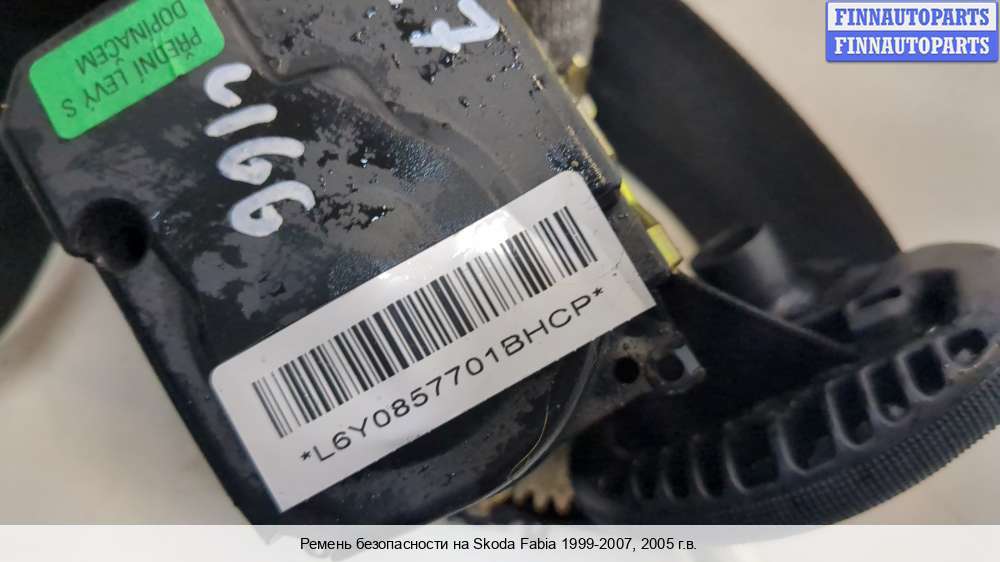 FINNAUTOPARTS
FINNAUTOPARTS
PŘEDNÍ LEVÝ S
DOPÍNAČEM
*L6Y0857701BHCP*
Ремень безопасности на Skoda Fabia 1999-2007, 2005 г.в.